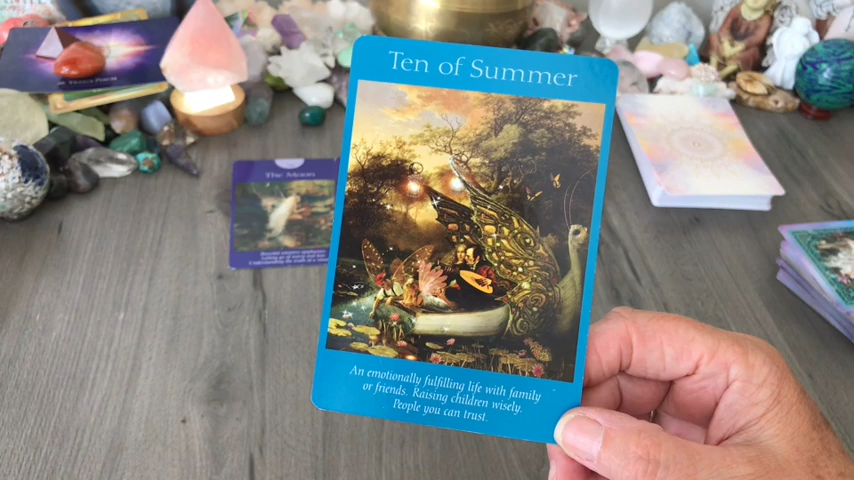 Ten of Summer
An emotionally fulfilling life with family
or friends. Raising children wisely.
People you can trust.
The Moon